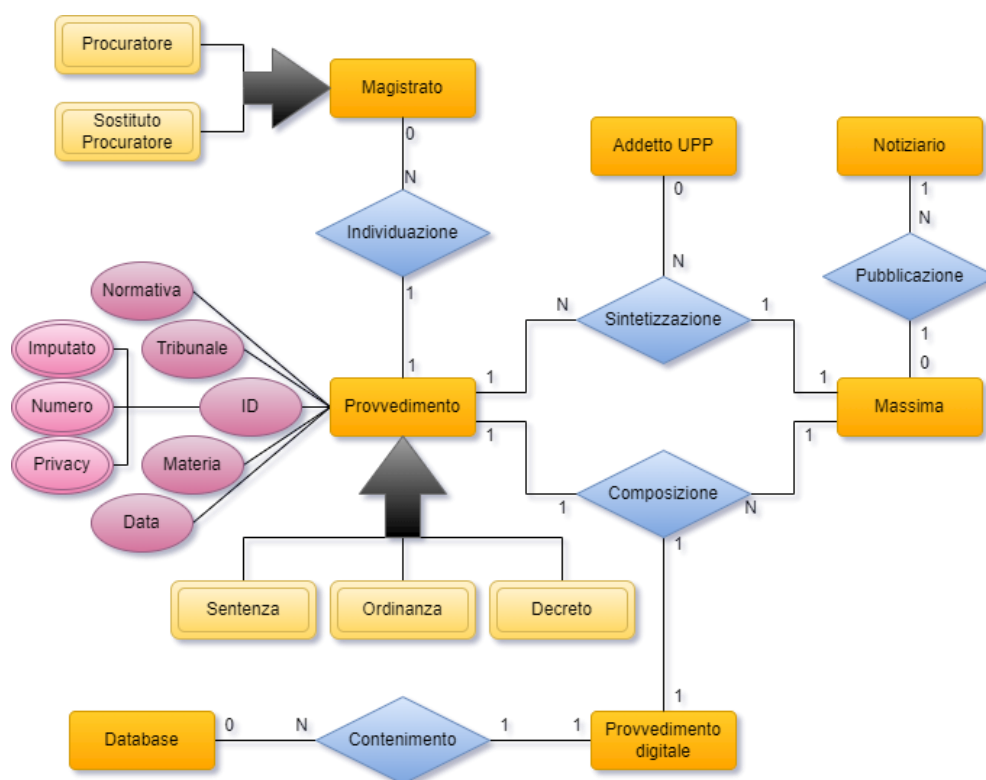 Procuratore
Magistrato
Sostituto
Procuratore
0
Addetto UPP
Notiziario
0
1
N
N
Individuazione
N
Pubblicazione
Normativa
1
N
1
Sintetizzazione
1
Imputato
Tribunale
1
0
1
1
1
Numero
ID
Provvedimento
Massima
1
1
Privacy
Materia
Composizione
1
N
Data
1
Sentenza
Ordinanza
Decreto
1
0
N
1
1
Database
Contenimento
Provvedimento
digitale